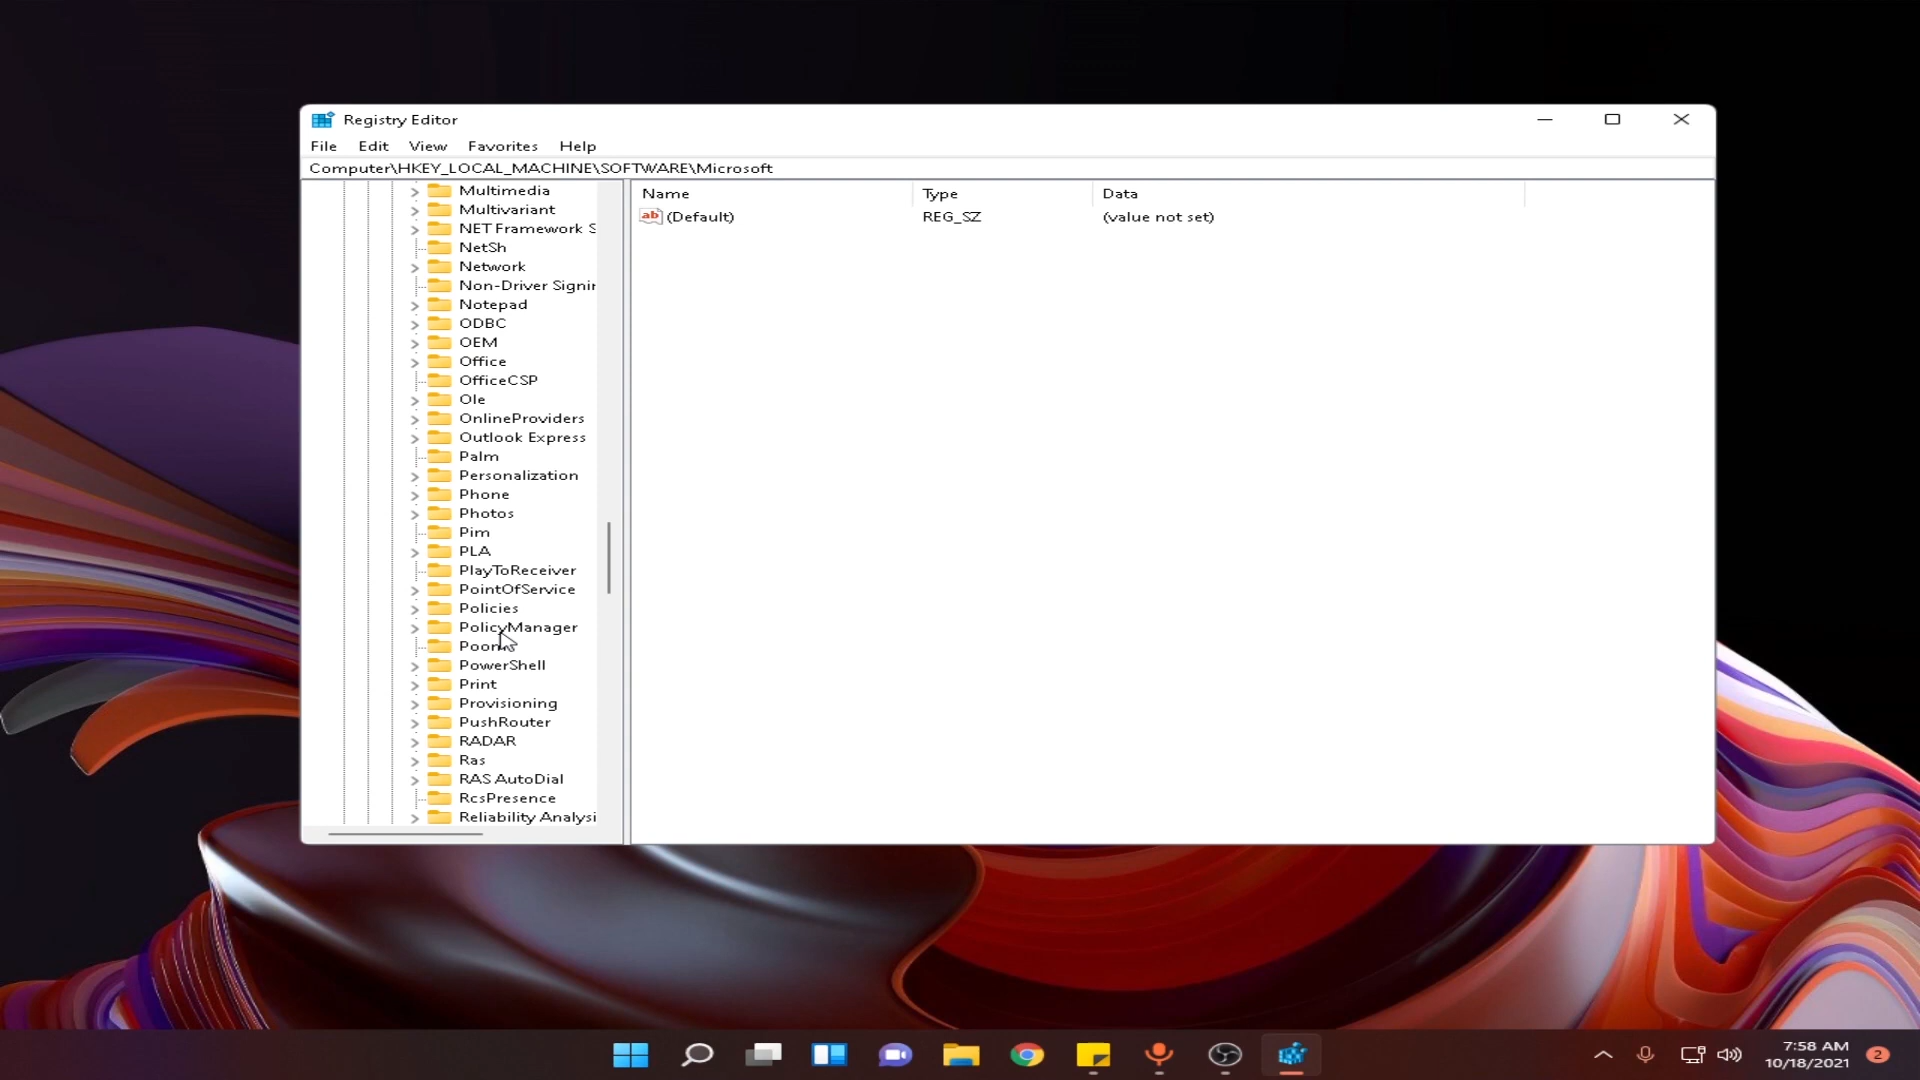 Registry Editor
File Edit View Favorites Help
Computer\HKEY_LOCAL_MACHINE\SOFTWARE\Microsoft
Name Type Data
ab (Default) REG_SZ (value not set)
Multimedia
Multivariant
NET Framework S
NetSh
Network
Non-Driver Signin
Notepad
ODBC
OEM
Office
OfficeCSP
Ole
OnlineProviders
Outlook Express
Palm
Personalization
Phone
Photos
Pim
PLA
PlayToReceiver
PointOfService
Policies
PolicyManager
Poom
PowerShell
Print
Provisioning
PushRouter
RADAR
Ras
RAS AutoDial
RcsPresence
Reliability Analysi
7:58 AM
10/18/2021
2